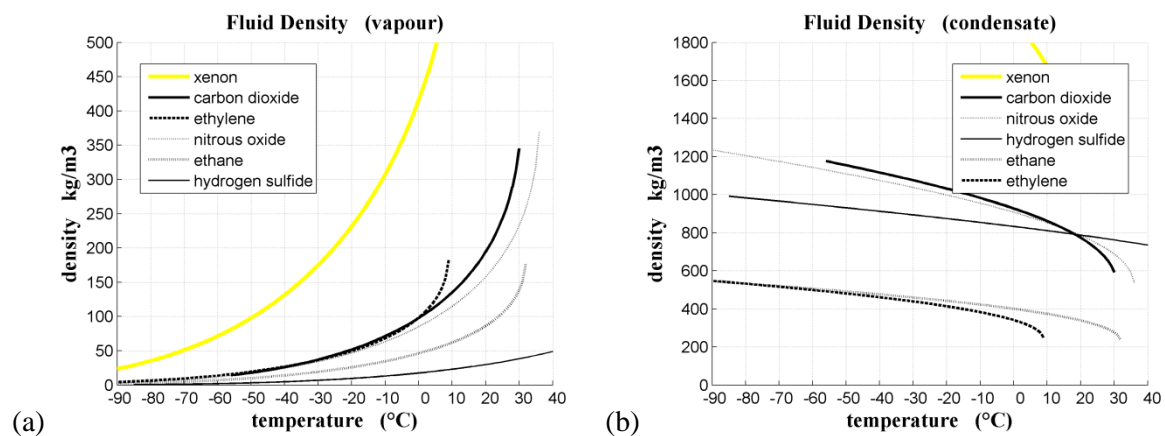 Fluid Density (vapour)
500
450
400
350
300
250
200
150
100
50
0
density kg/m3
xenon
carbon dioxide
ethylene
nitrous oxide
ethane
hydrogen sulfide
-90 -80 -70 -60 -50 -40 -30 -20 -10 0 10 20 30 40
temperature (°C)
(a)
Fluid Density (condensate)
1800
1600
1400
1200
1000
800
600
400
200
0
density kg/m3
xenon
carbon dioxide
nitrous oxide
hydrogen sulfide
ethane
ethylene
-90 -80 -70 -60 -50 -40 -30 -20 -10 0 10 20 30 40
temperature (°C)
(b)